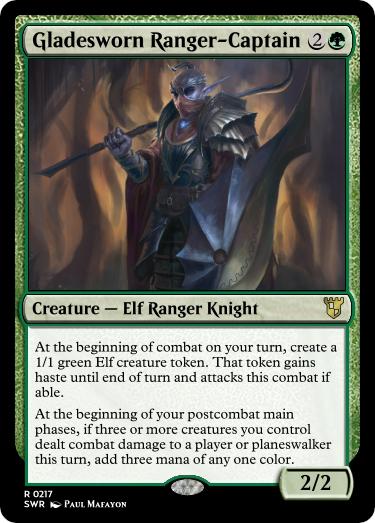 Gladesworn Ranger-Captain 2
Creature — Elf Ranger Knight
At the beginning of combat on your turn, create a
1/1 green Elf creature token. That token gains
haste until end of turn and attacks this combat if
able.
At the beginning of your postcombat main
phases, if three or more creatures you control
dealt combat damage to a player or planeswalker
this turn, add three mana of any one color.
2/2
R 0217
SWR Paul Mafayon